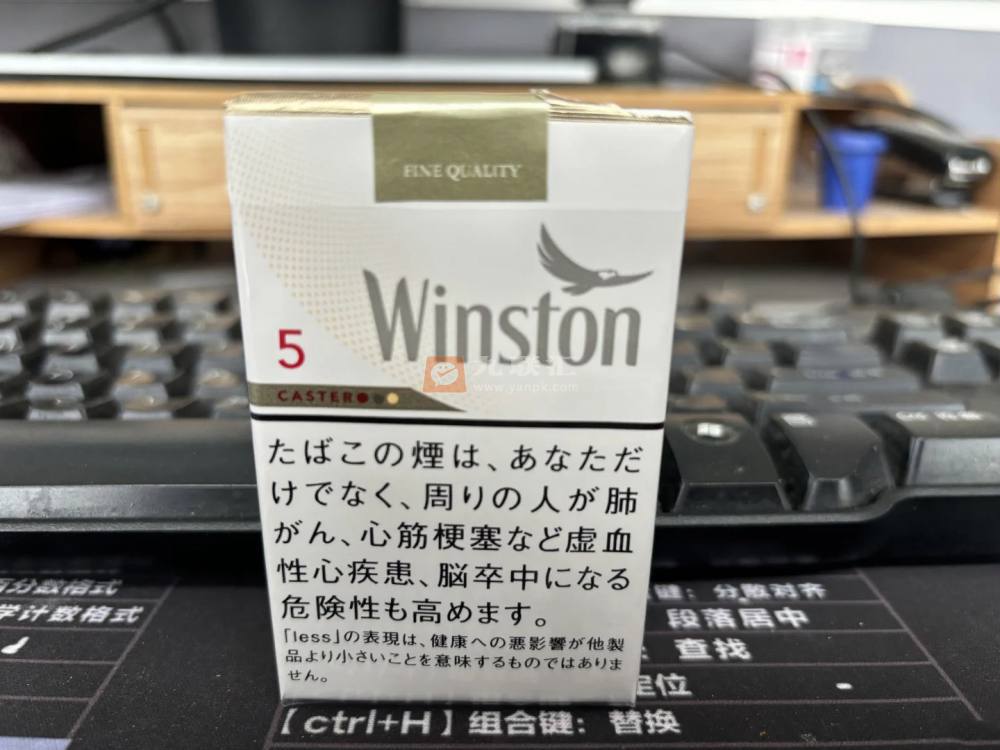 FINE QUALITY
Winston
5
CASTER
www.yanpk.com
たばこの煙は、あなただ
けでなく、周りの人が肺
がん、心筋梗塞など虚血
性心疾患、脳卒中になる
危険性も高めます。
「less」の表現は、健康への悪影響が他製
品より小さいことを意味するものではありま
せん。
百分数格式
学计数格式
键：分散对齐
段落居中
查找
定位
【ctrl+H】组合键：替换